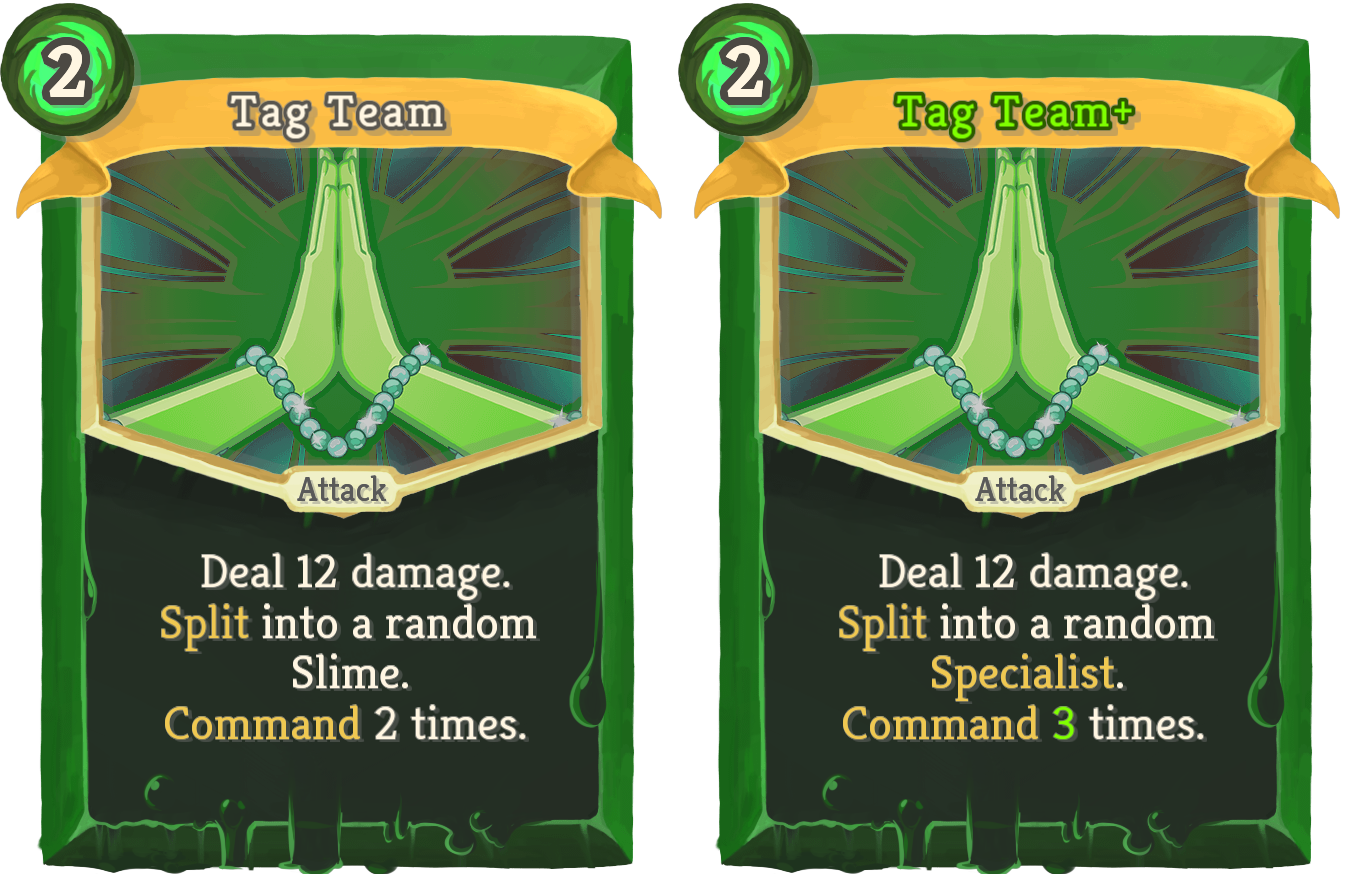 2
Tag Team
Attack
Deal 12 damage.
Split into a random
Slime.
Command 2 times.
2
Tag Team+
Attack
Deal 12 damage.
Split into a random
Specialist.
Command 3 times.